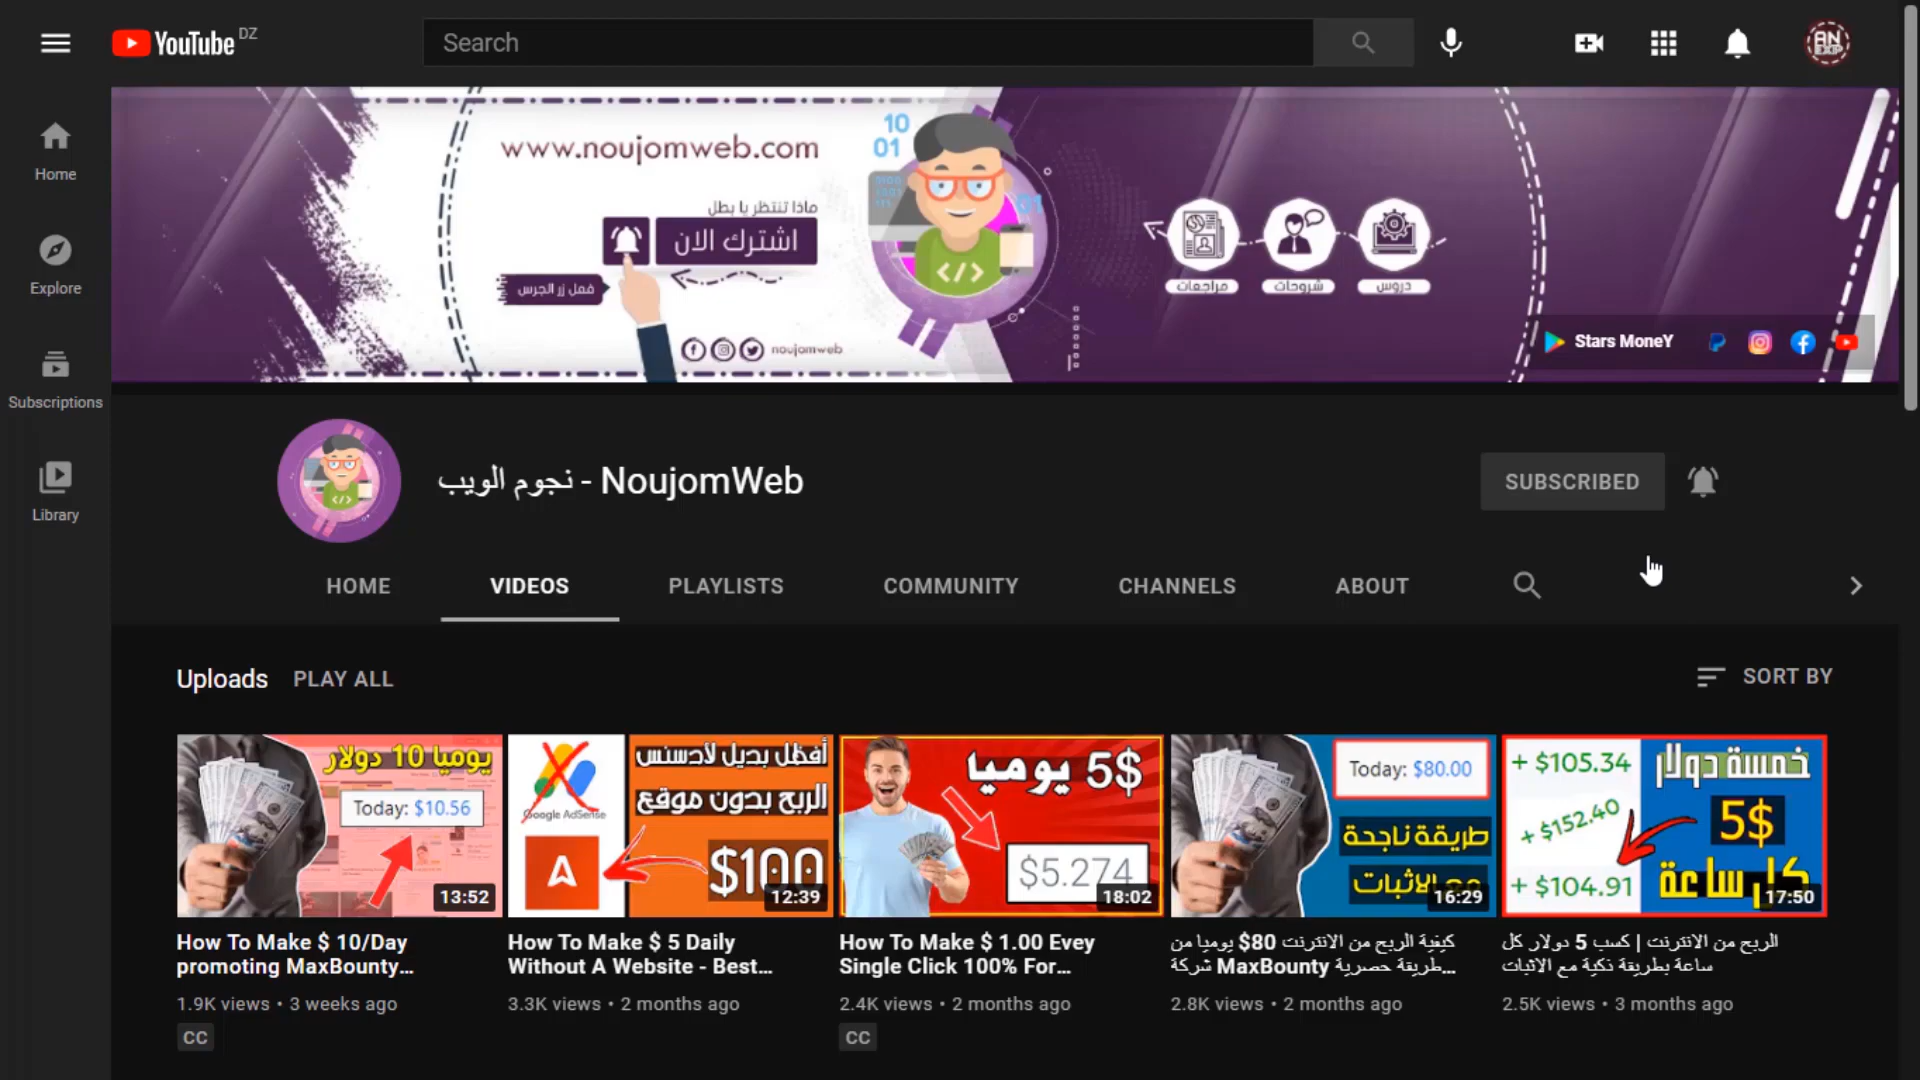 YouTube DZ
Search
Home
Explore
Subscriptions
Library
www.noujomweb.com
ماذا تنتظر يا بطل
اشترك الان
فعل زر الجرس
noujomweb
10
01
مراجعات
شروحات
دروس
Stars MoneY
نجوم الويب - NoujomWeb
SUBSCRIBED
HOME
VIDEOS
PLAYLISTS
COMMUNITY
CHANNELS
ABOUT
Uploads
PLAY ALL
SORT BY
يوميا 10 دولار
Today: $10.56
13:52
How To Make $ 10/Day
promoting MaxBounty...
1.9K views • 3 weeks ago
CC
أفظل بديل لأدسنس
الربح بدون موقع
Google AdSense
$100
12:39
How To Make $ 5 Daily
Without A Website - Best...
3.3K views • 2 months ago
5$ يوميا
$5.274
18:02
How To Make $ 1.00 Evey
Single Click 100% For...
2.4K views • 2 months ago
CC
Today: $80.00
طريقة ناجحة
مع الاثبات
16:29
كيفية الربح من الانترنت 80$ يوميا من
شركة MaxBounty طريقة حصرية...
2.8K views • 2 months ago
+ $105.34
+ $152.40
+ $104.91
خمسة دولار
5$
كل ساعة
17:50
الربح من الانترنت | كسب 5 دولار كل
ساعة بطريقة ذكية مع الاثبات
2.5K views • 3 months ago